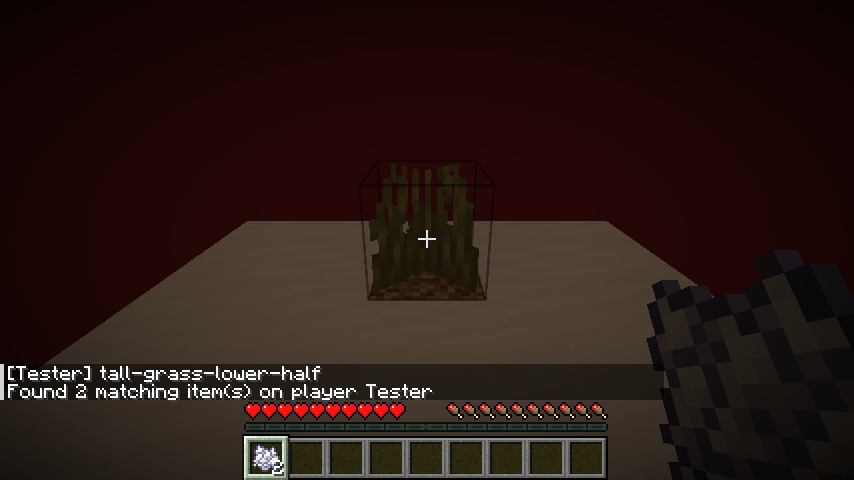 [Tester] tall-grass-lower-half
Found 2 matching item(s) on player Tester
2